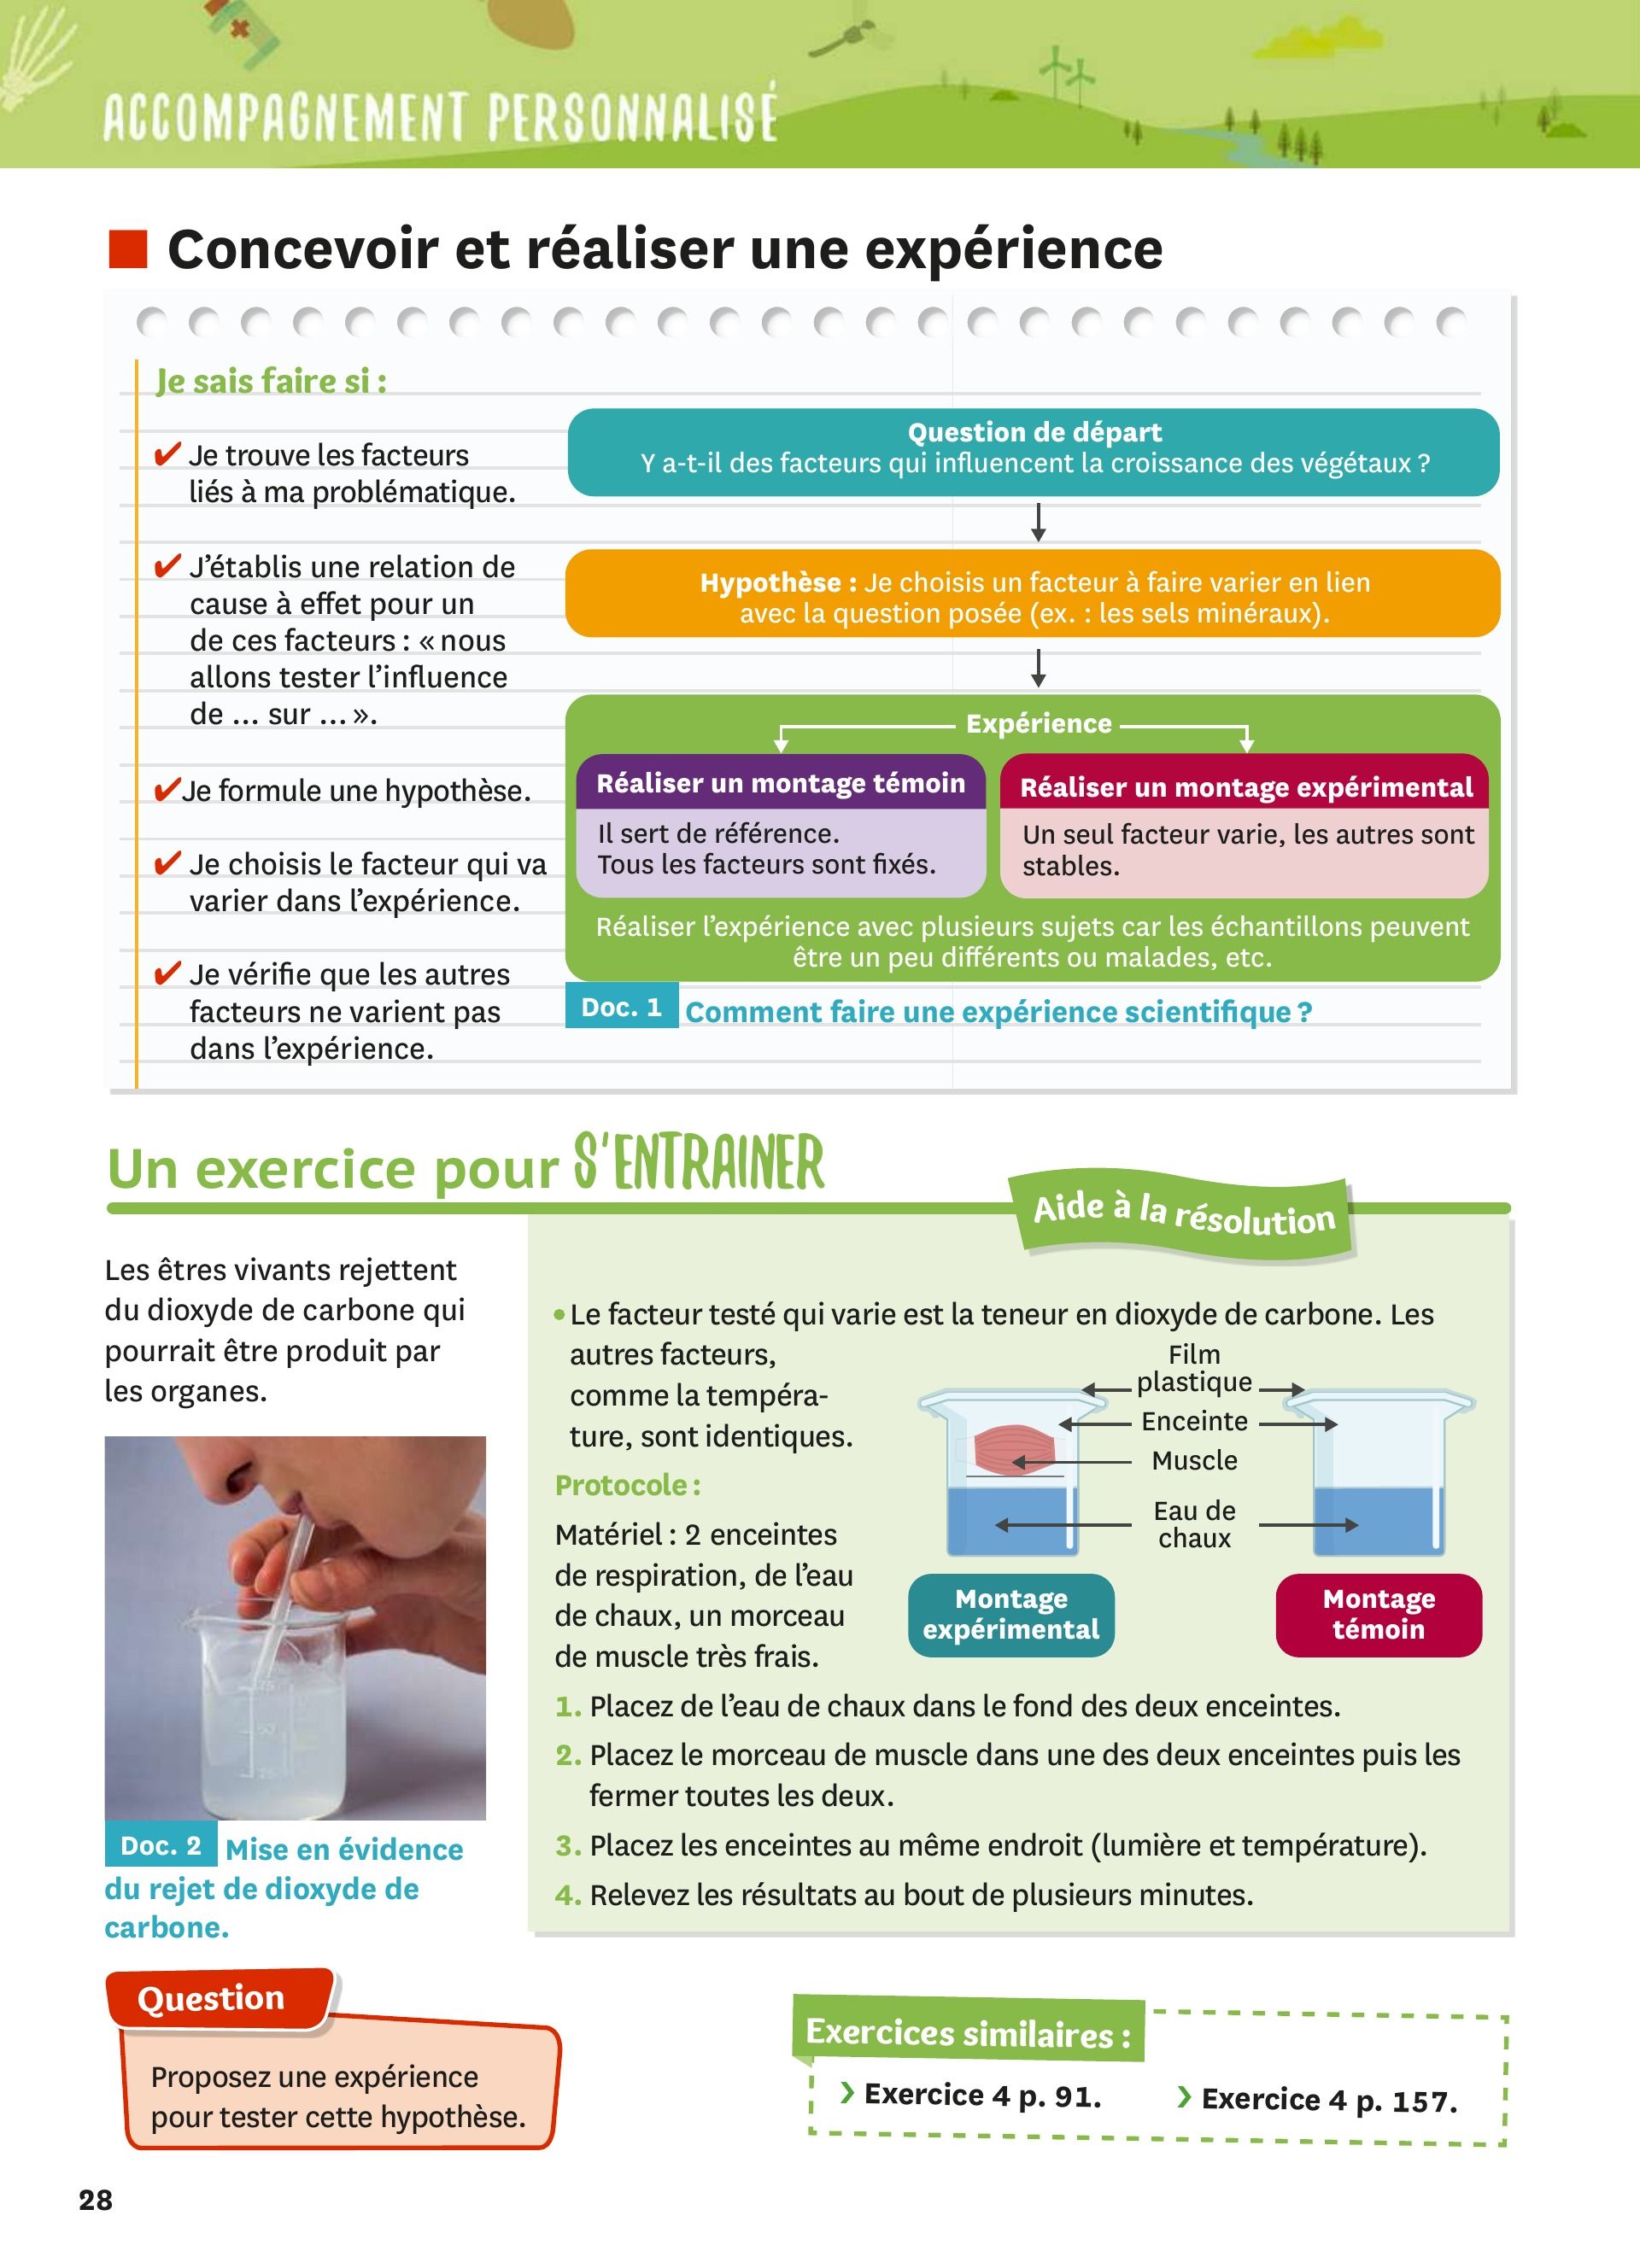 ACCOMPAGNEMENT PERSONNALISÉ
Concevoir et réaliser une expérience
Je sais faire si :
✔ Je trouve les facteurs
liés à ma problématique.
✔ J'établis une relation de
cause à effet pour un
de ces facteurs : « nous
allons tester l'influence
de … sur … ».
✔Je formule une hypothèse.
✔ Je choisis le facteur qui va
varier dans l'expérience.
✔ Je vérifie que les autres
facteurs ne varient pas
dans l'expérience.
Question de départ
Y a-t-il des facteurs qui influencent la croissance des végétaux ?
Hypothèse : Je choisis un facteur à faire varier en lien
avec la question posée (ex. : les sels minéraux).
Expérience
Réaliser un montage témoin
Il sert de référence.
Tous les facteurs sont fixés.
Réaliser un montage expérimental
Un seul facteur varie, les autres sont
stables.
Réaliser l'expérience avec plusieurs sujets car les échantillons peuvent
être un peu différents ou malades, etc.
Doc. 1 Comment faire une expérience scientifique ?
Un exercice pour S'ENTRAINER
Les êtres vivants rejettent
du dioxyde de carbone qui
pourrait être produit par
les organes.
75
50
25
Doc. 2 Mise en évidence
du rejet de dioxyde de
carbone.
Aide à la résolution
• Le facteur testé qui varie est la teneur en dioxyde de carbone. Les
autres facteurs,
comme la tempéra-
ture, sont identiques.
Protocole :
Matériel : 2 enceintes
de respiration, de l'eau
de chaux, un morceau
de muscle très frais.
Film
plastique
Enceinte
Muscle
Eau de
chaux
Montage
expérimental
Montage
témoin
1. Placez de l'eau de chaux dans le fond des deux enceintes.
2. Placez le morceau de muscle dans une des deux enceintes puis les
fermer toutes les deux.
3. Placez les enceintes au même endroit (lumière et température).
4. Relevez les résultats au bout de plusieurs minutes.
Question
Proposez une expérience
pour tester cette hypothèse.
Exercices similaires :
› Exercice 4 p. 91.
› Exercice 4 p. 157.
28